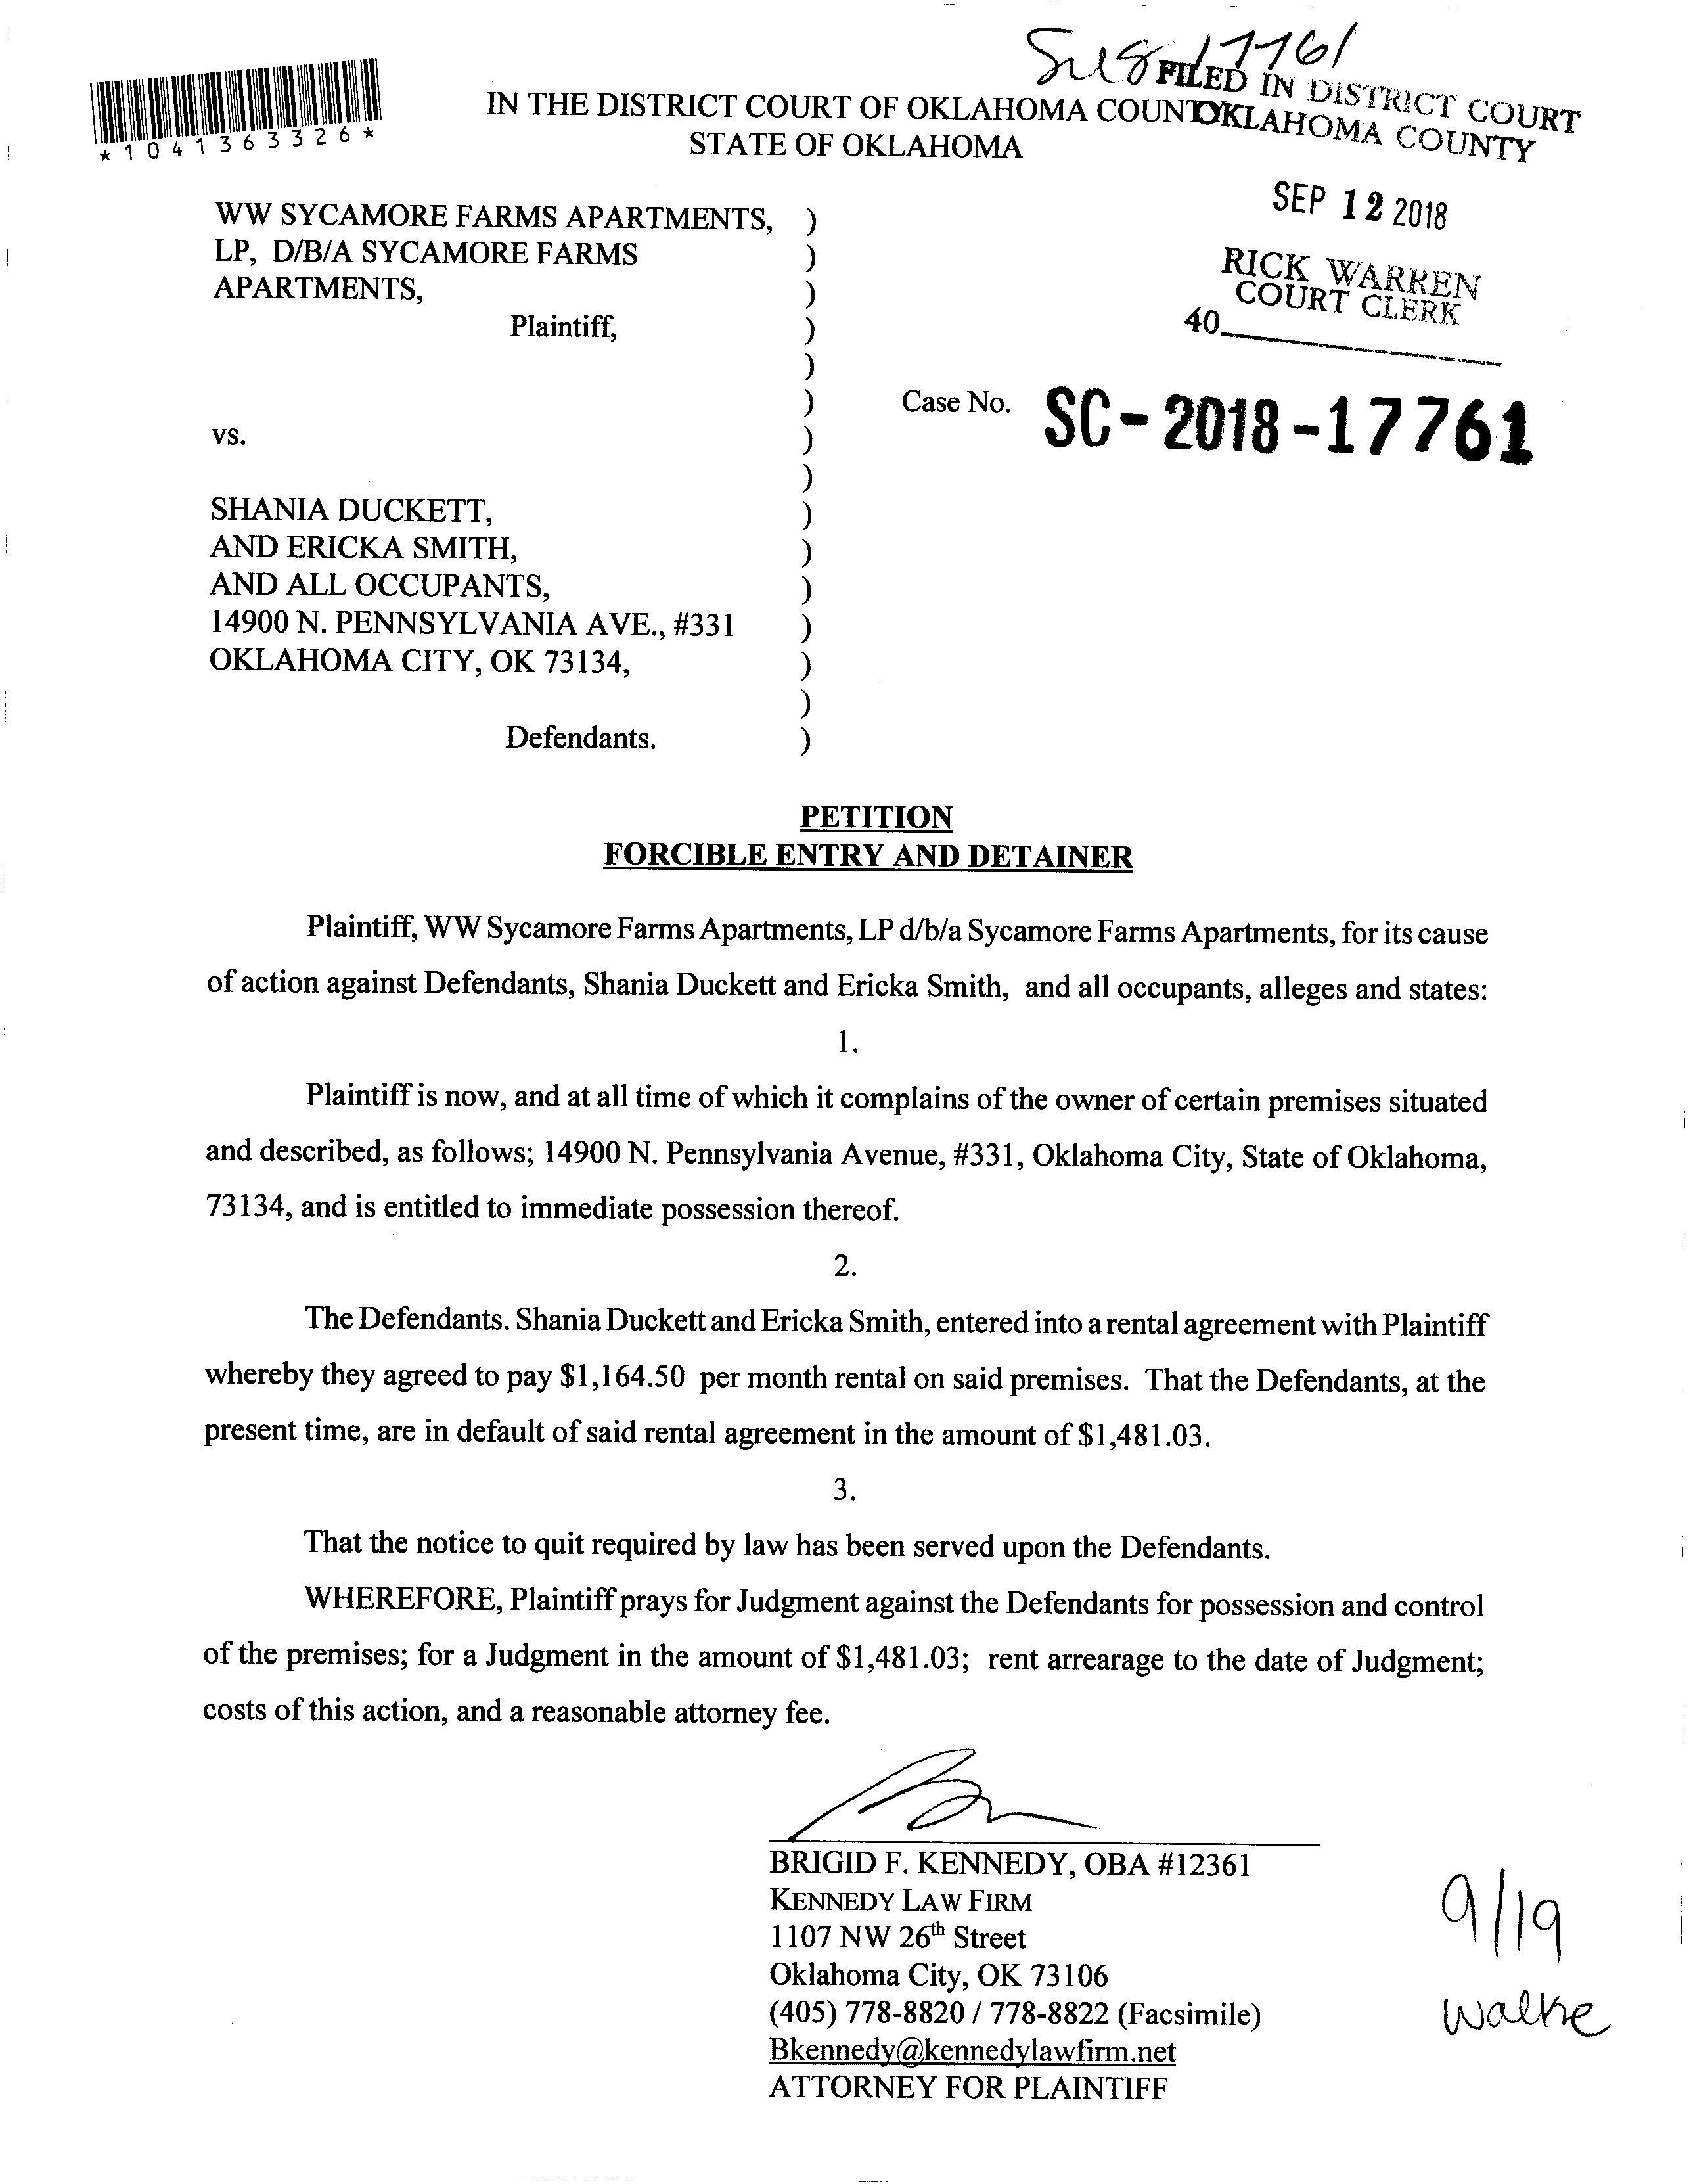 17761
FILED IN DISTRICT COURT
OKLAHOMA COUNTY
*1041363326*
IN THE DISTRICT COURT OF OKLAHOMA COUNTY
STATE OF OKLAHOMA
SEP 12 2018
RICK WARREN
COURT CLERK
40
WW SYCAMORE FARMS APARTMENTS, )
LP, D/B/A SYCAMORE FARMS )
APARTMENTS, )
Plaintiff, )
)
)
Case No. SC-2018-17761
vs. )
)
SHANIA DUCKETT, )
AND ERICKA SMITH, )
AND ALL OCCUPANTS, )
14900 N. PENNSYLVANIA AVE., #331 )
OKLAHOMA CITY, OK 73134, )
)
Defendants. )
PETITION
FORCIBLE ENTRY AND DETAINER
Plaintiff, WW Sycamore Farms Apartments, LP d/b/a Sycamore Farms Apartments, for its cause
of action against Defendants, Shania Duckett and Ericka Smith, and all occupants, alleges and states:
1.
Plaintiff is now, and at all time of which it complains of the owner of certain premises situated
and described, as follows; 14900 N. Pennsylvania Avenue, #331, Oklahoma City, State of Oklahoma,
73134, and is entitled to immediate possession thereof.
2.
The Defendants. Shania Duckett and Ericka Smith, entered into a rental agreement with Plaintiff
whereby they agreed to pay $1,164.50 per month rental on said premises. That the Defendants, at the
present time, are in default of said rental agreement in the amount of $1,481.03.
3.
That the notice to quit required by law has been served upon the Defendants.
WHEREFORE, Plaintiff prays for Judgment against the Defendants for possession and control
of the premises; for a Judgment in the amount of $1,481.03; rent arrearage to the date of Judgment;
costs of this action, and a reasonable attorney fee.
BRIGID F. KENNEDY, OBA #12361
KENNEDY LAW FIRM
1107 NW 26th Street
Oklahoma City, OK 73106
(405) 778-8820 / 778-8822 (Facsimile)
Bkennedy@kennedylawfirm.net
ATTORNEY FOR PLAINTIFF
9/19
Walke